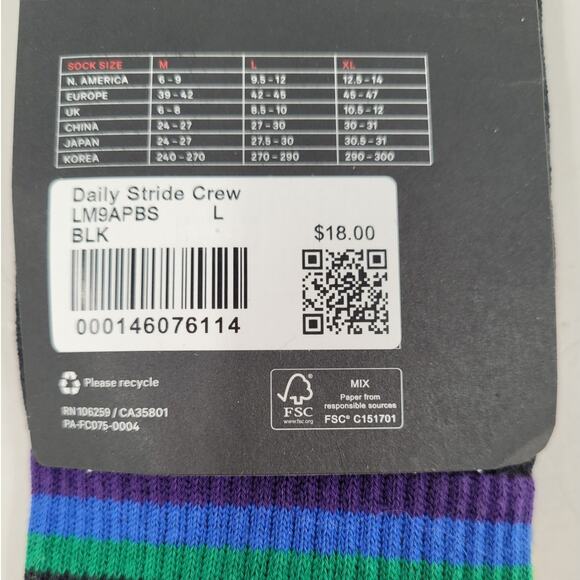 SOCK SIZE M L XL
N. AMERICA 6 - 9 9.5 - 12 12.5 - 14
EUROPE 39 - 42 42 - 45 45 - 47
UK 6 - 8 8.5 - 10 10.5 - 12
CHINA 24 - 27 27 - 30 30 - 31
JAPAN 24 - 27 27.5 - 30 30.5 - 31
KOREA 240 - 270 270 - 290 290 - 300
Daily Stride Crew
LM9APBS L
BLK $18.00
000146076114
Please recycle
RN 106259 / CA35801
PA-FC075-0004
FSC
www.fsc.org
MIX
Paper from
responsible sources
FSC® C151701